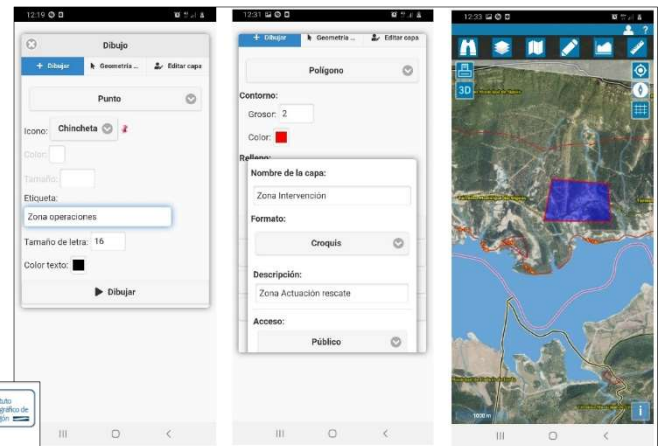 12:19
Dibujo
+ Dibujar Geometría ... Editar capa
Punto
Icono: Chincheta
Color:
Tamaño:
Etiqueta:
Zona operaciones
Tamaño de letra: 16
Color texto:
Dibujar
12:31
+ Dibujar Geometría ... Editar capa
Polígono
Contorno:
Grosor: 2
Color:
Relleno:
Nombre de la capa:
Zona Intervención
Formato:
Croquis
Descripción:
Zona Actuación rescate
Acceso:
Público
12:23
?
3D
1000 m
i